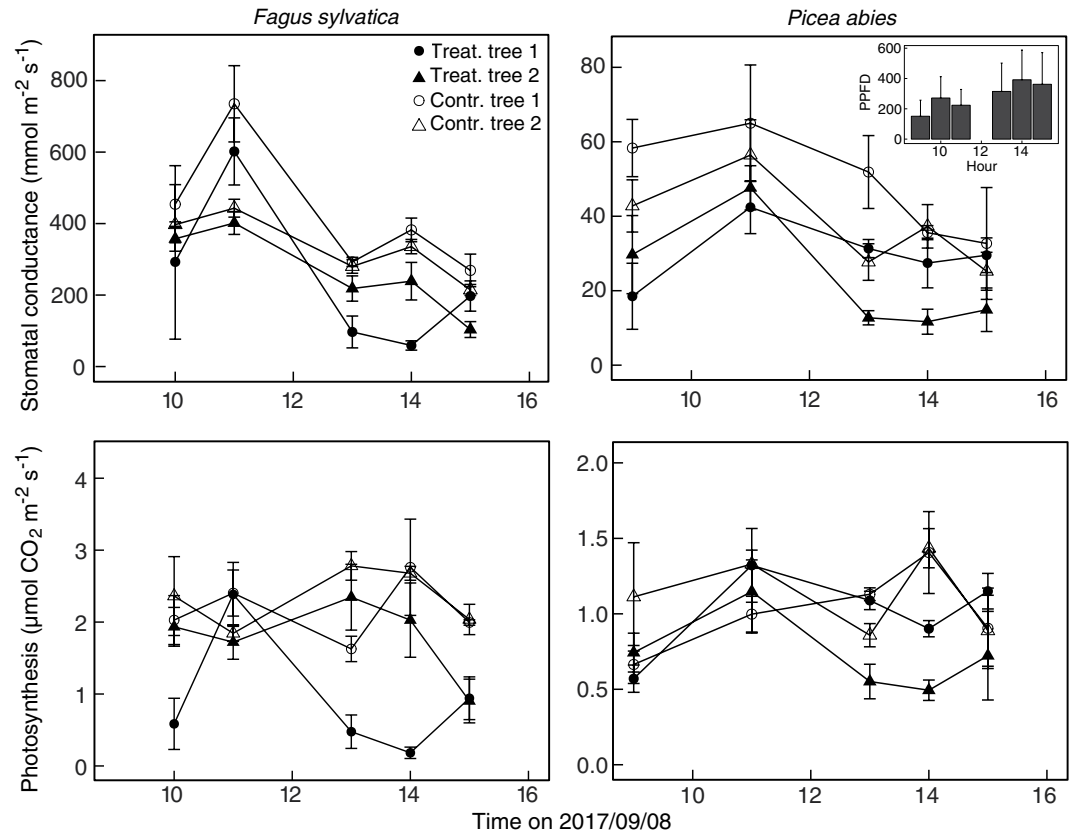 Fagus sylvatica
Picea abies
Stomatal conductance (mmol m⁻² s⁻¹)
800
600
400
200
0
Treat. tree 1
Treat. tree 2
Contr. tree 1
Contr. tree 2
10 12 14 16
80
60
40
20
0
PPFD
600
400
200
0
10 12 14
Hour
10 12 14 16
Photosynthesis (µmol CO₂ m⁻² s⁻¹)
4
3
2
1
0
10 12 14 16
2.0
1.5
1.0
0.5
0.0
10 12 14 16
Time on 2017/09/08